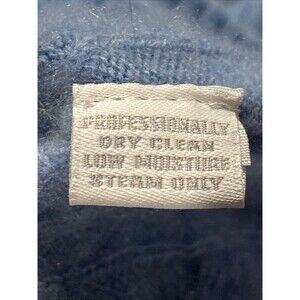 PROFESSIONALLY
DRY CLEAN
LOW MOISTURE
STEAM ONLY